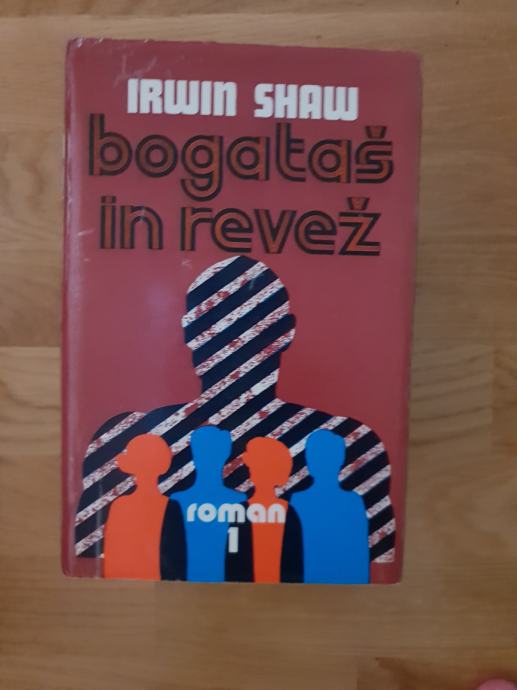 IRWIN SHAW
bogataš
in revež
roman
1